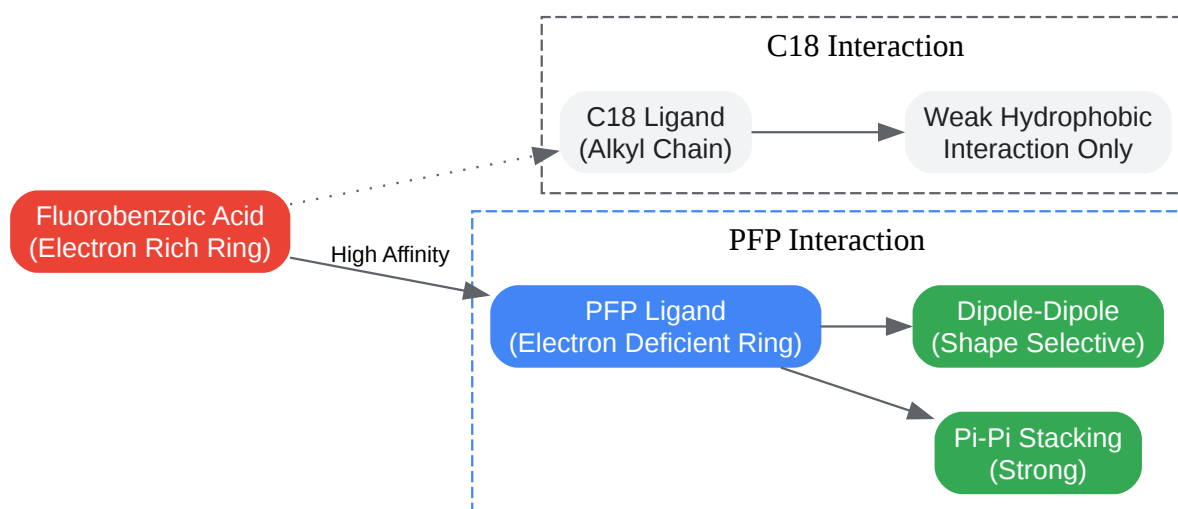 C18 Interaction
C18 Ligand
(Alkyl Chain)
Weak Hydrophobic
Interaction Only
Fluorobenzoic Acid
(Electron Rich Ring)
High Affinity
PFP Interaction
PFP Ligand
(Electron Deficient Ring)
Dipole-Dipole
(Shape Selective)
Pi-Pi Stacking
(Strong)